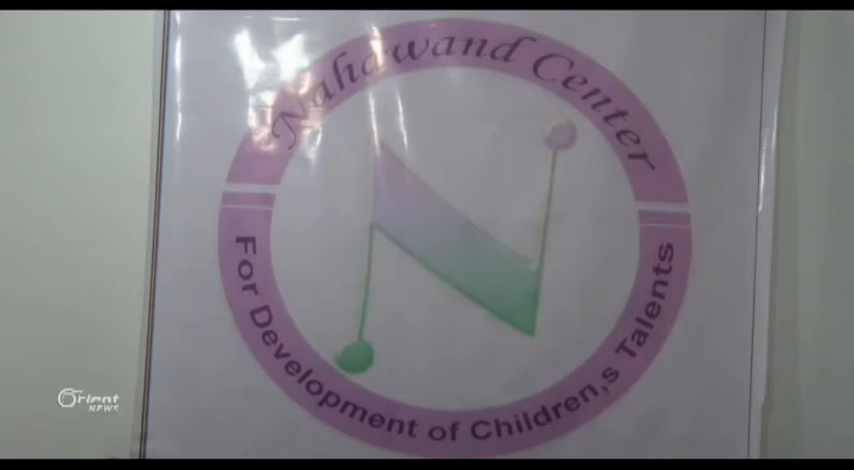 Nahawand Center
For Development of Children,s Talents
Orient
NEWS